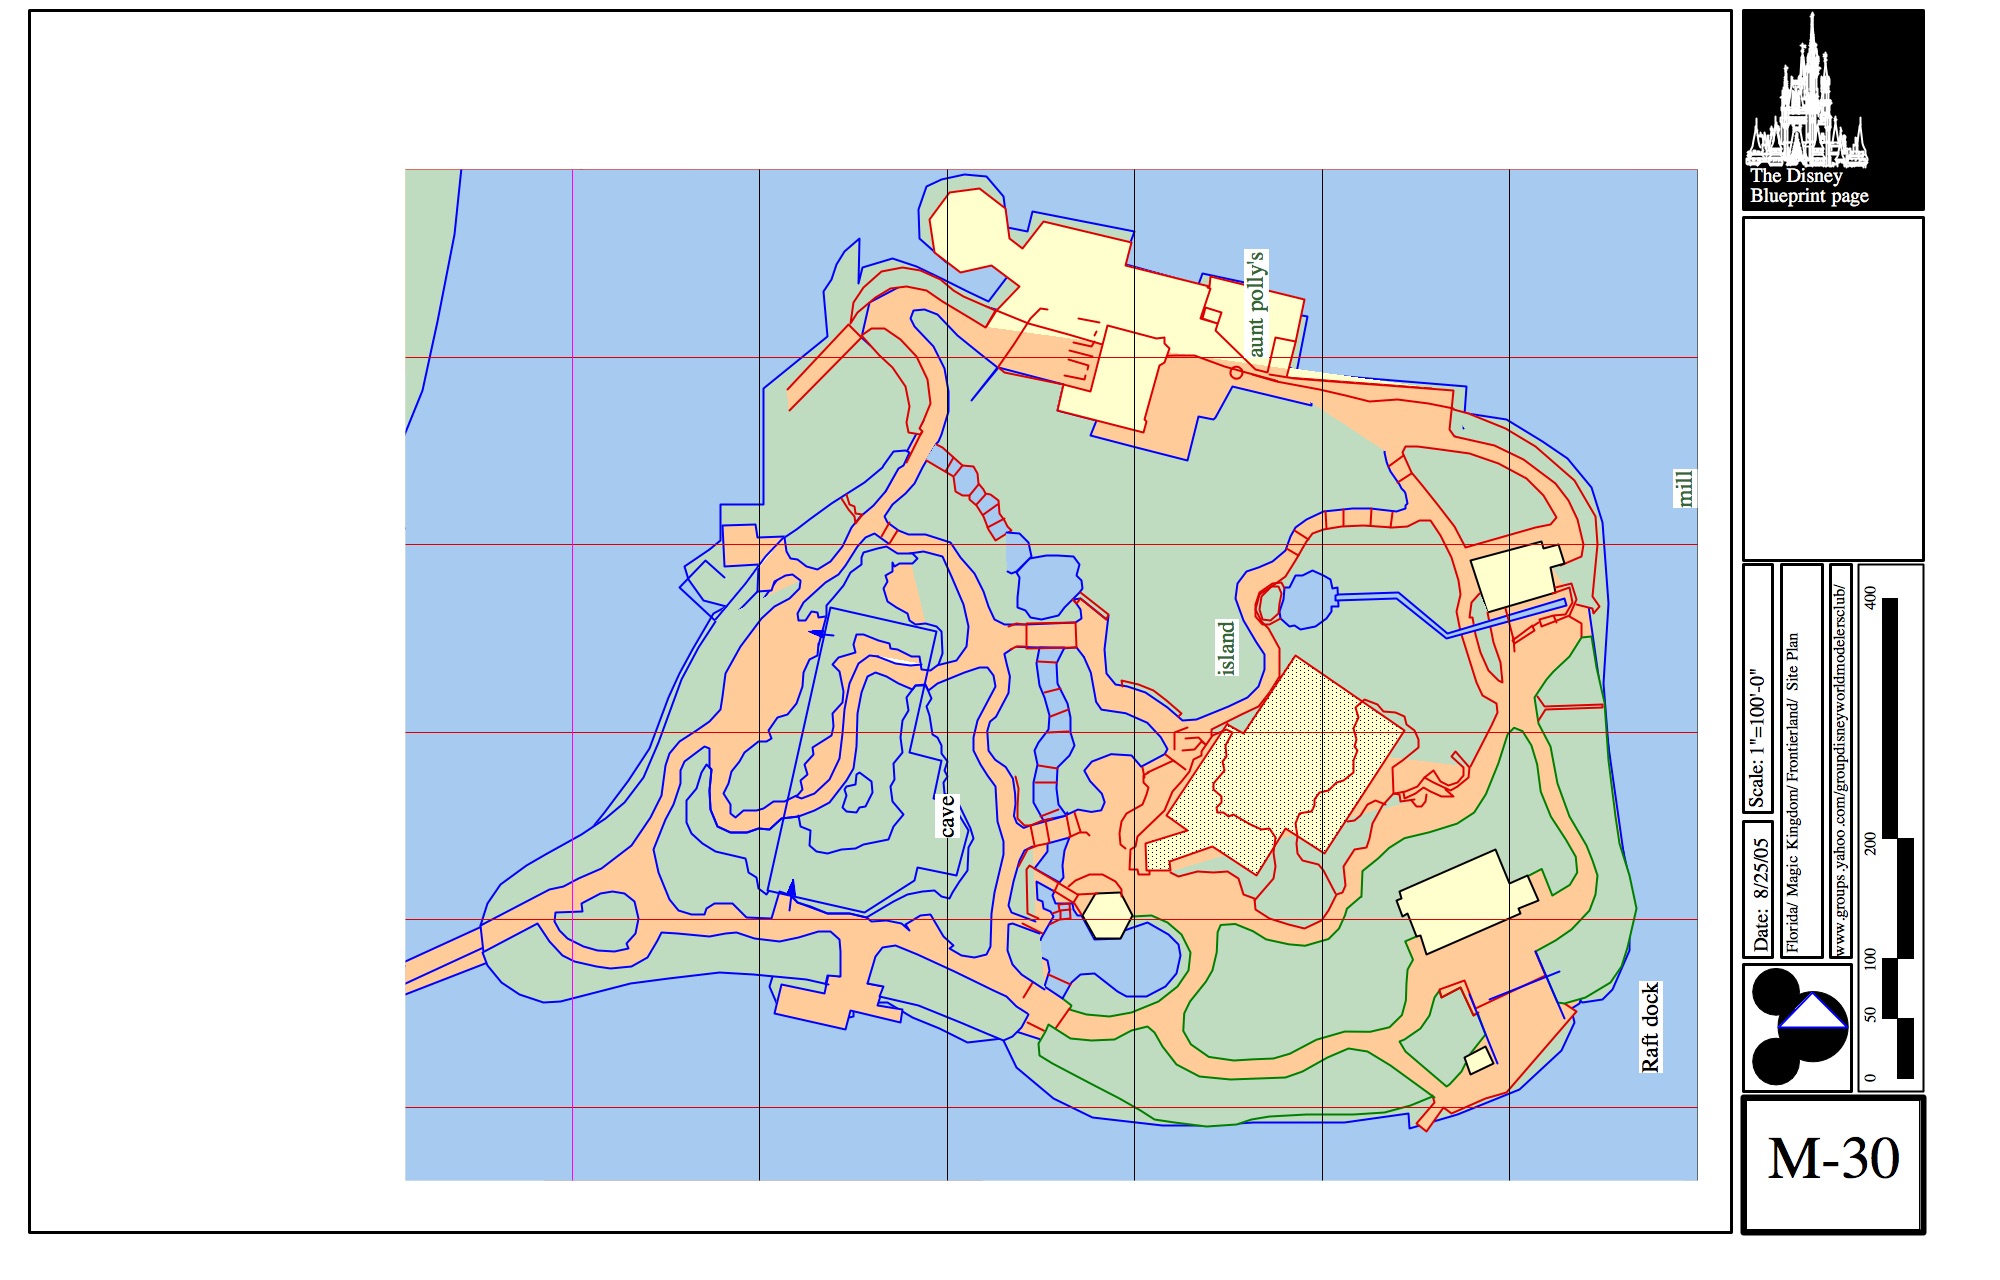 The Disney
Blueprint page
aunt polly's
mill
island
cave
Raft dock
Scale: 1"=100'-0"
Date: 8/25/05
Florida/ Magic Kingdom/ Frontierland/ Site Plan
www.groups.yahoo.com/groupdisneyworldmodelersclub/
400
200
100
50
0
M-30